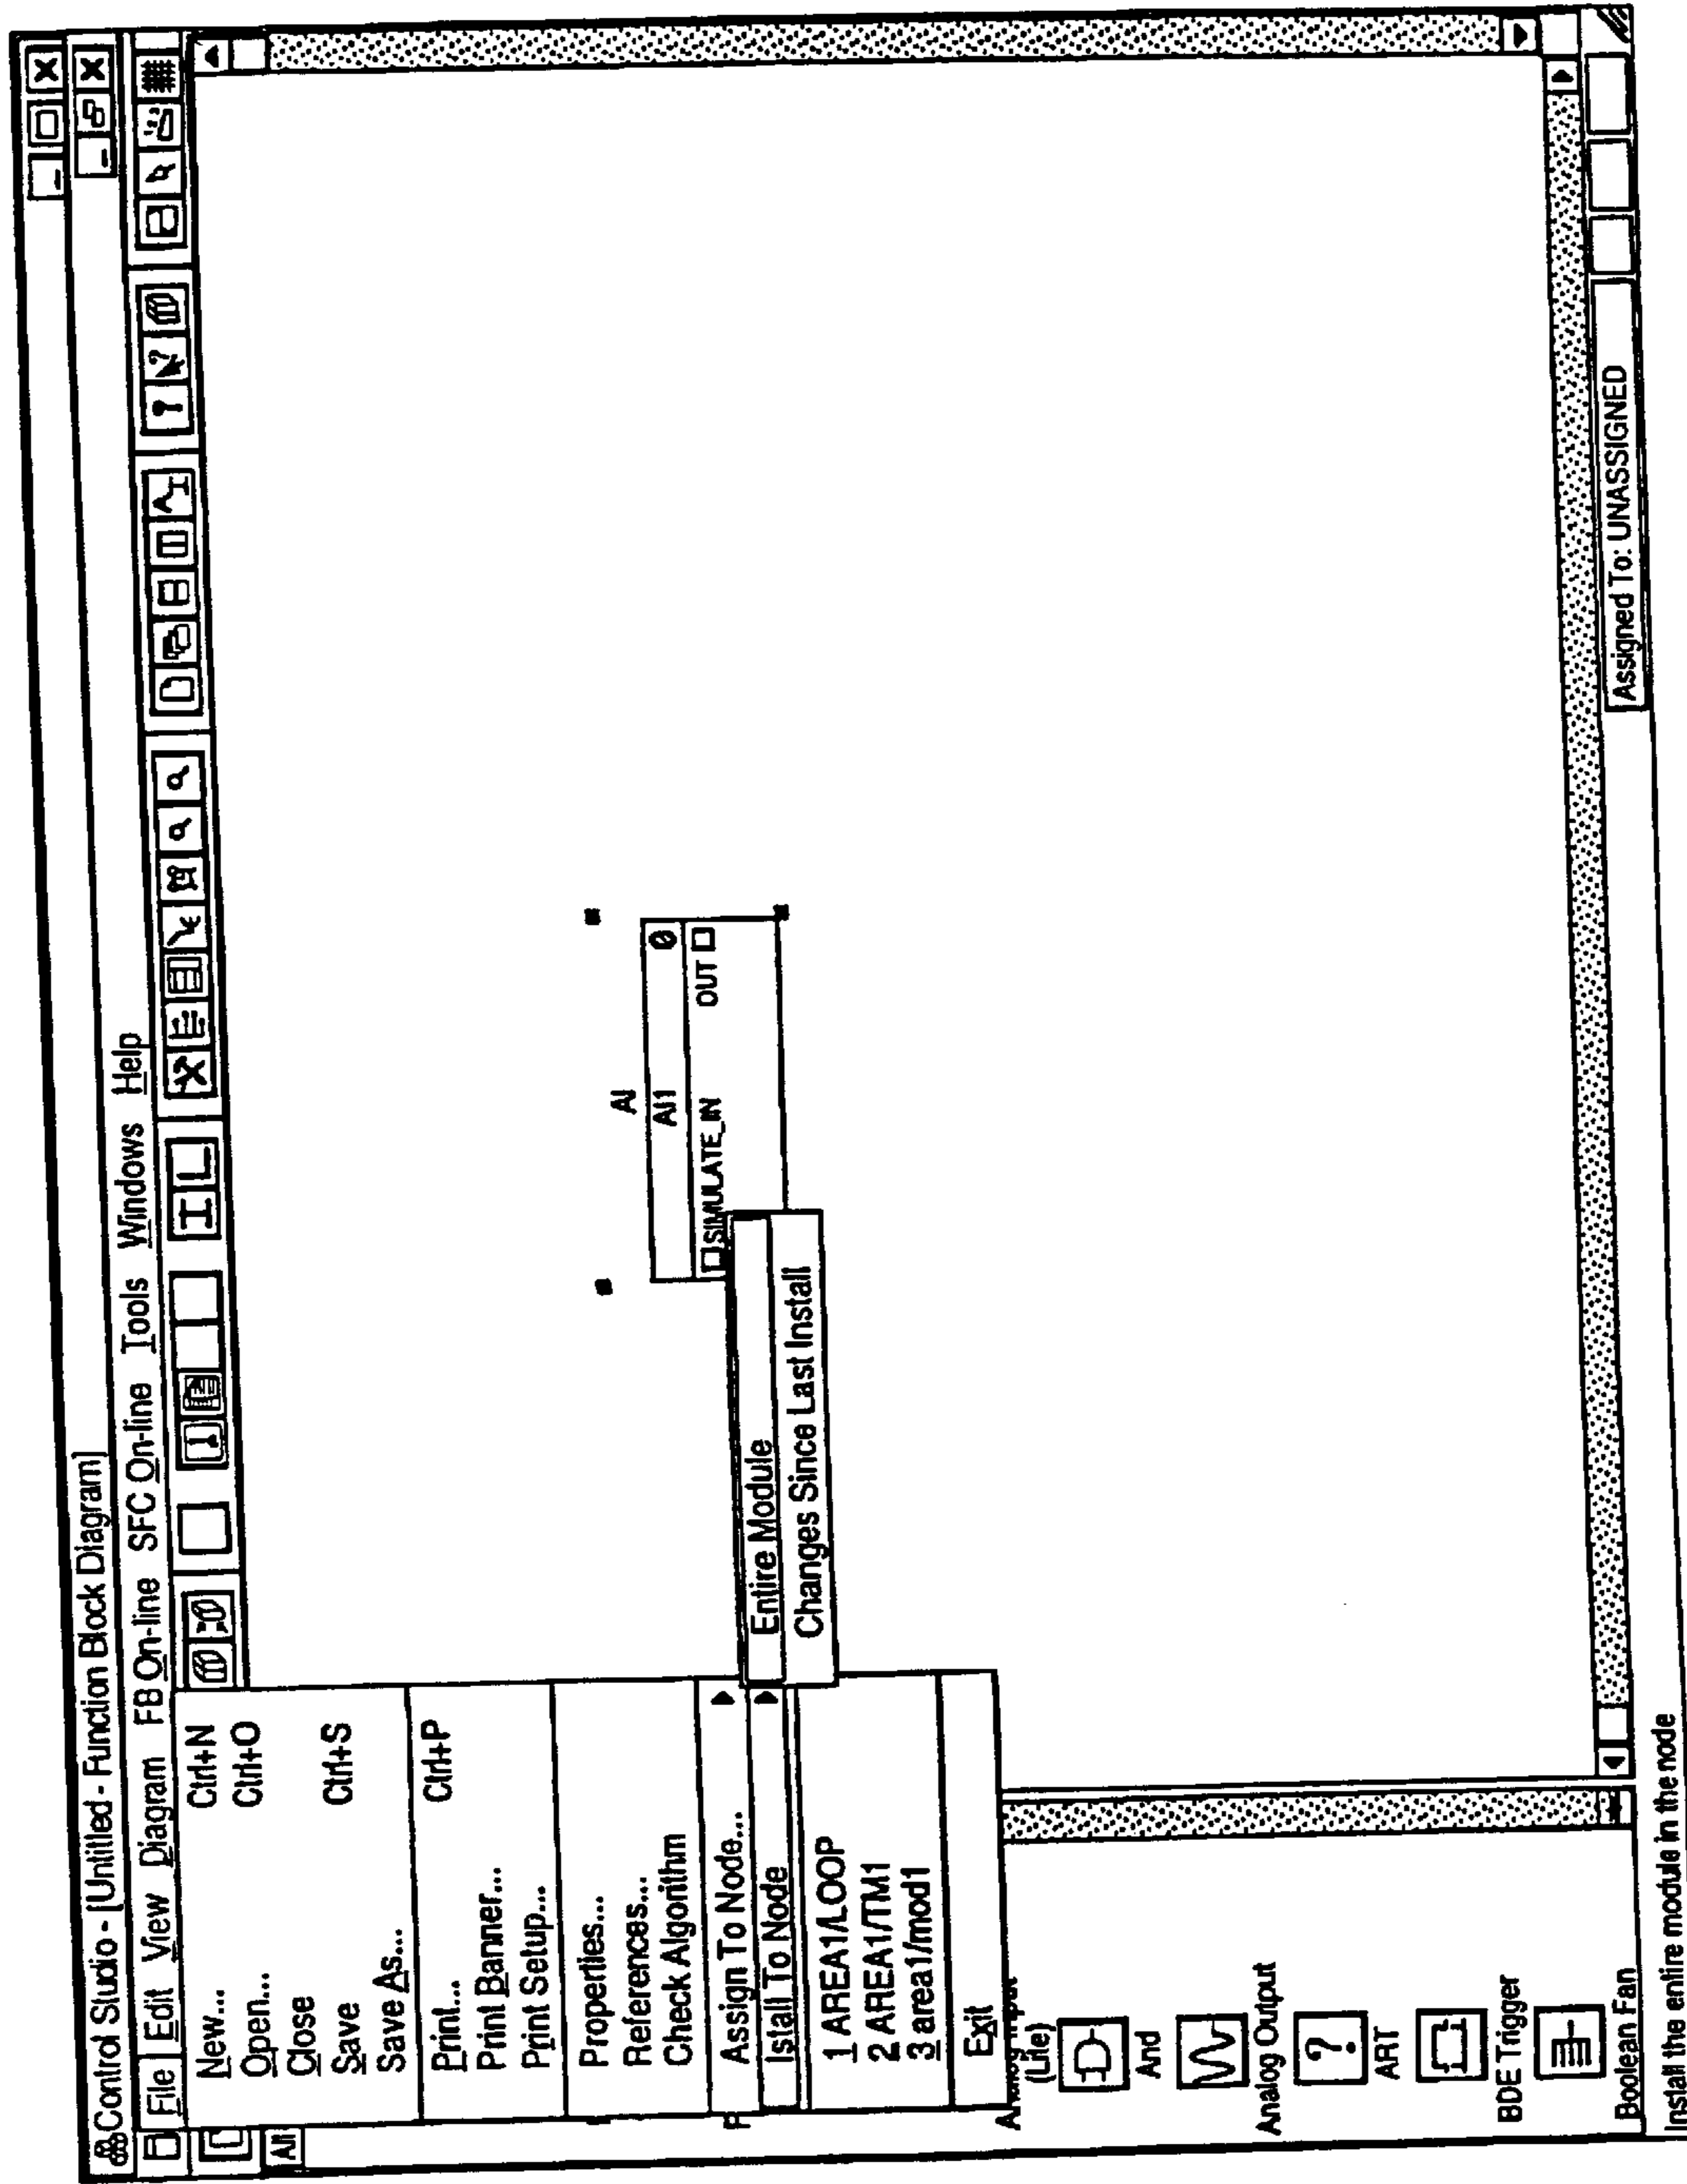 Control Studio - [Untitled - Function Block Diagram]
File Edit View Diagram FB On-line SFC On-line Tools Windows Help
New... Ctrl+N
Open... Ctrl+O
Close
Save Ctrl+S
Save As...
Print... Ctrl+P
Print Banner...
Print Setup...
Properties...
References...
Check Algorithm
Assign To Node...
Istall To Node
1 AREA1/LOOP
2 AREA1/TM1
3 area1/mod1
Exit
Entire Module
Changes Since Last Install
AI
AI1 0
SIMULATE_IN OUT
All
Analog Input
(Lite)
And
Analog Output
? ART
BDE Trigger
Boolean Fan
Assigned To: UNASSIGNED
Install the entire module in the node